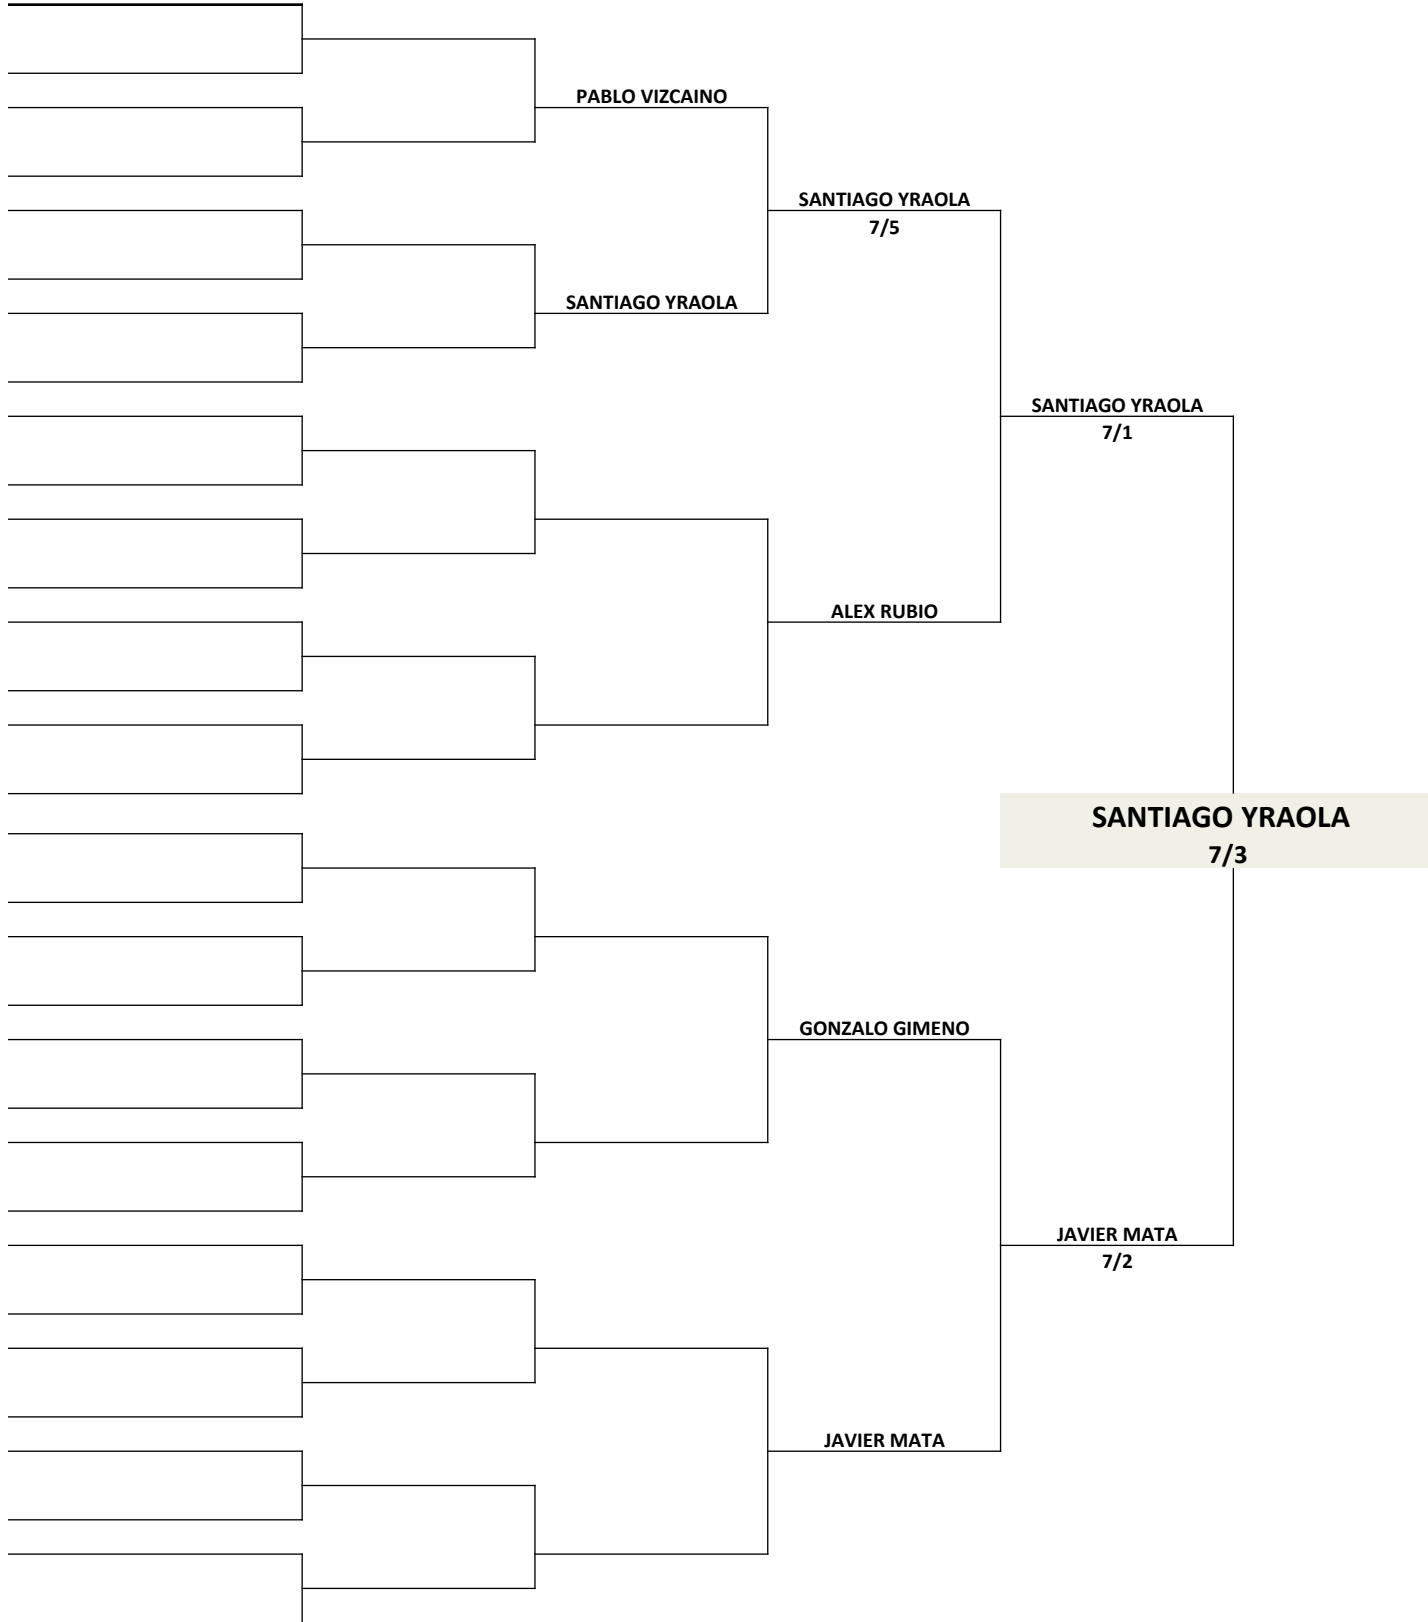 PABLO VIZCAINO
SANTIAGO YRAOLA
7/5
SANTIAGO YRAOLA
SANTIAGO YRAOLA
7/1
ALEX RUBIO
SANTIAGO YRAOLA
7/3
GONZALO GIMENO
JAVIER MATA
7/2
JAVIER MATA